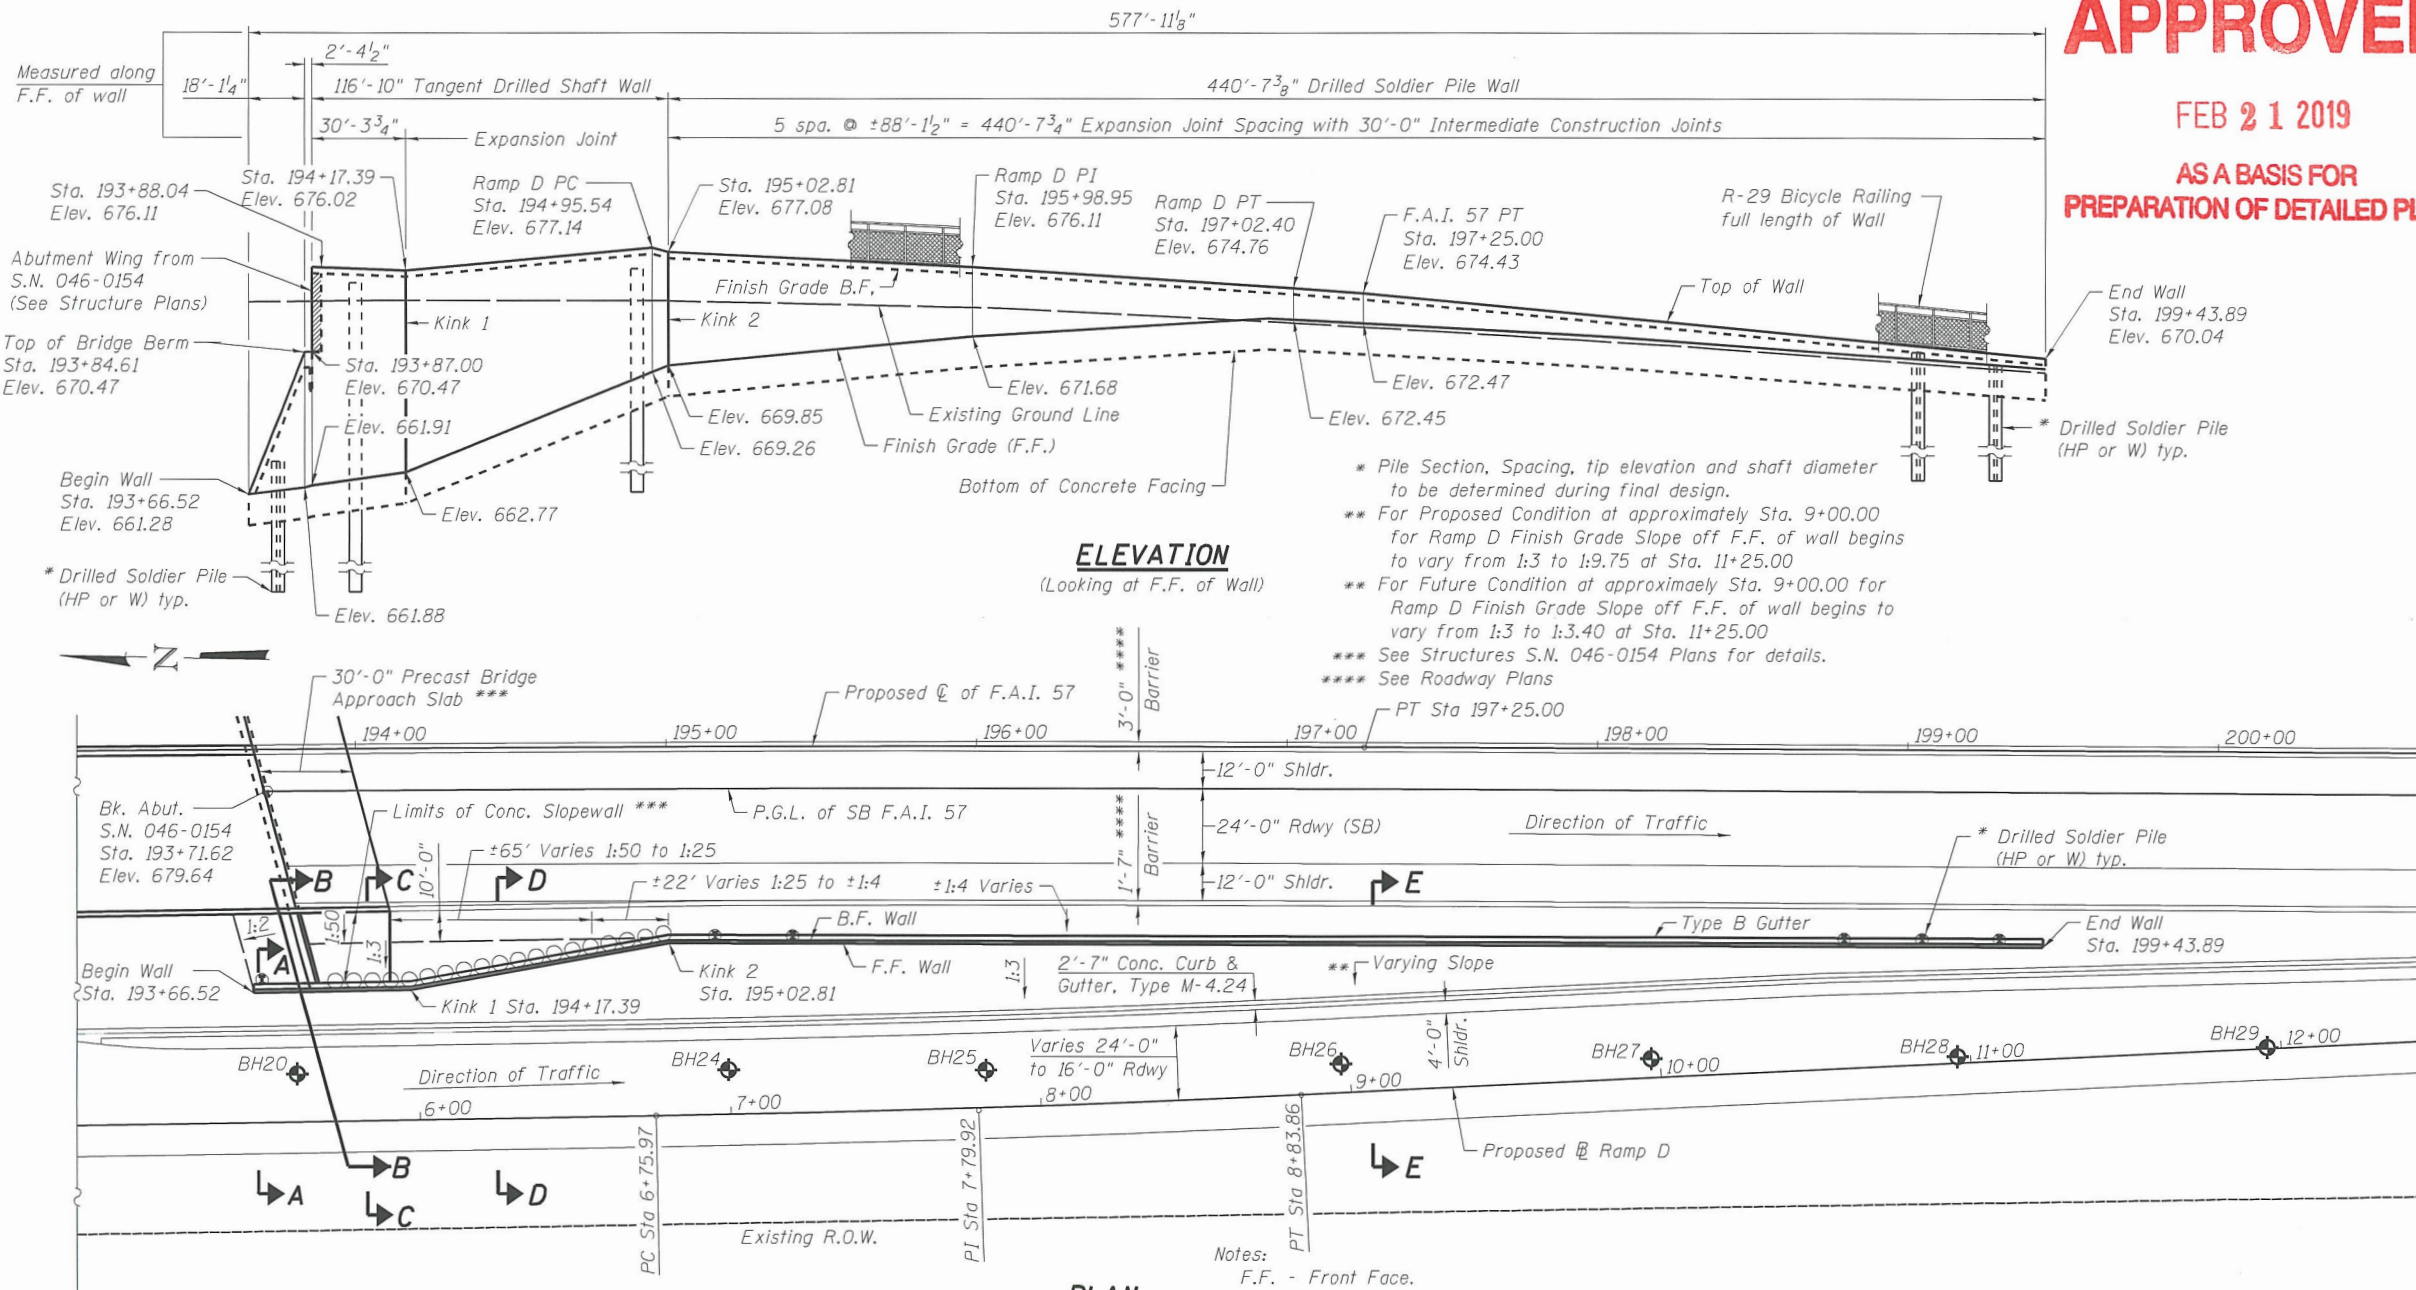 577'-11 1/8"
APPROVED
FEB 21 2019
AS A BASIS FOR
PREPARATION OF DETAILED PL
Measured along
F.F. of wall
18'-1 1/4"
2'-4 1/2"
116'-10" Tangent Drilled Shaft Wall
440'-7 3/8" Drilled Soldier Pile Wall
30'-3 3/4"
Expansion Joint
5 spa. @ ±88'-1 1/2" = 440'-7 3/4" Expansion Joint Spacing with 30'-0" Intermediate Construction Joints
Sta. 193+88.04
Elev. 676.11
Sta. 194+17.39
Elev. 676.02
Ramp D PC
Sta. 194+95.54
Elev. 677.14
Sta. 195+02.81
Elev. 677.08
Ramp D PI
Sta. 195+98.95
Elev. 676.11
Ramp D PT
Sta. 197+02.40
Elev. 674.76
F.A.I. 57 PT
Sta. 197+25.00
Elev. 674.43
R-29 Bicycle Railing
full length of Wall
Abutment Wing from
S.N. 046-0154
(See Structure Plans)
Finish Grade B.F.
Top of Wall
End Wall
Sta. 199+43.89
Elev. 670.04
Kink 1
Kink 2
Top of Bridge Berm
Sta. 193+84.61
Elev. 670.47
Sta. 193+87.00
Elev. 670.47
Elev. 661.91
Elev. 669.85
Elev. 669.26
Existing Ground Line
Finish Grade (F.F.)
Elev. 671.68
Elev. 672.47
Elev. 672.45
* Drilled Soldier Pile
(HP or W) typ.
Begin Wall
Sta. 193+66.52
Elev. 661.28
Elev. 662.77
Bottom of Concrete Facing
* Drilled Soldier Pile
(HP or W) typ.
Elev. 661.88
ELEVATION
(Looking at F.F. of Wall)
* Pile Section, Spacing, tip elevation and shaft diameter
to be determined during final design.
** For Proposed Condition at approximately Sta. 9+00.00
for Ramp D Finish Grade Slope off F.F. of wall begins
to vary from 1:3 to 1:9.75 at Sta. 11+25.00
** For Future Condition at approximaely Sta. 9+00.00 for
Ramp D Finish Grade Slope off F.F. of wall begins to
vary from 1:3 to 1:3.40 at Sta. 11+25.00
*** See Structures S.N. 046-0154 Plans for details.
**** See Roadway Plans
N
30'-0" Precast Bridge
Approach Slab ***
Proposed ℄ of F.A.I. 57
3'-0" ****
Barrier
PT Sta 197+25.00
194+00
195+00
196+00
197+00
198+00
199+00
200+00
12'-0" Shldr.
Bk. Abut.
S.N. 046-0154
Sta. 193+71.62
Elev. 679.64
Limits of Conc. Slopewall ***
P.G.L. of SB F.A.I. 57
1'-7" ****
Barrier
24'-0" Rdwy (SB)
Direction of Traffic
* Drilled Soldier Pile
(HP or W) typ.
±65' Varies 1:50 to 1:25
10'-0"
B
C
D
±22' Varies 1:25 to ±1:4
±1:4 Varies
12'-0" Shldr.
E
1:2
1:50
1:3
A
B.F. Wall
Type B Gutter
End Wall
Sta. 199+43.89
Begin Wall
Sta. 193+66.52
Kink 1 Sta. 194+17.39
Kink 2
Sta. 195+02.81
F.F. Wall
1:3
2'-7" Conc. Curb &
Gutter, Type M-4.24
** Varying Slope
BH20
BH24
BH25
BH26
BH27
BH28
BH29
Direction of Traffic
Varies 24'-0"
to 16'-0" Rdwy
4'-0"
Shldr.
6+00
7+00
8+00
9+00
10+00
11+00
12+00
Proposed ℄ Ramp D
B
A
C
D
E
PC Sta 6+75.97
PI Sta 7+79.92
PT Sta 8+83.86
Existing R.O.W.
Notes:
F.F. - Front Face.